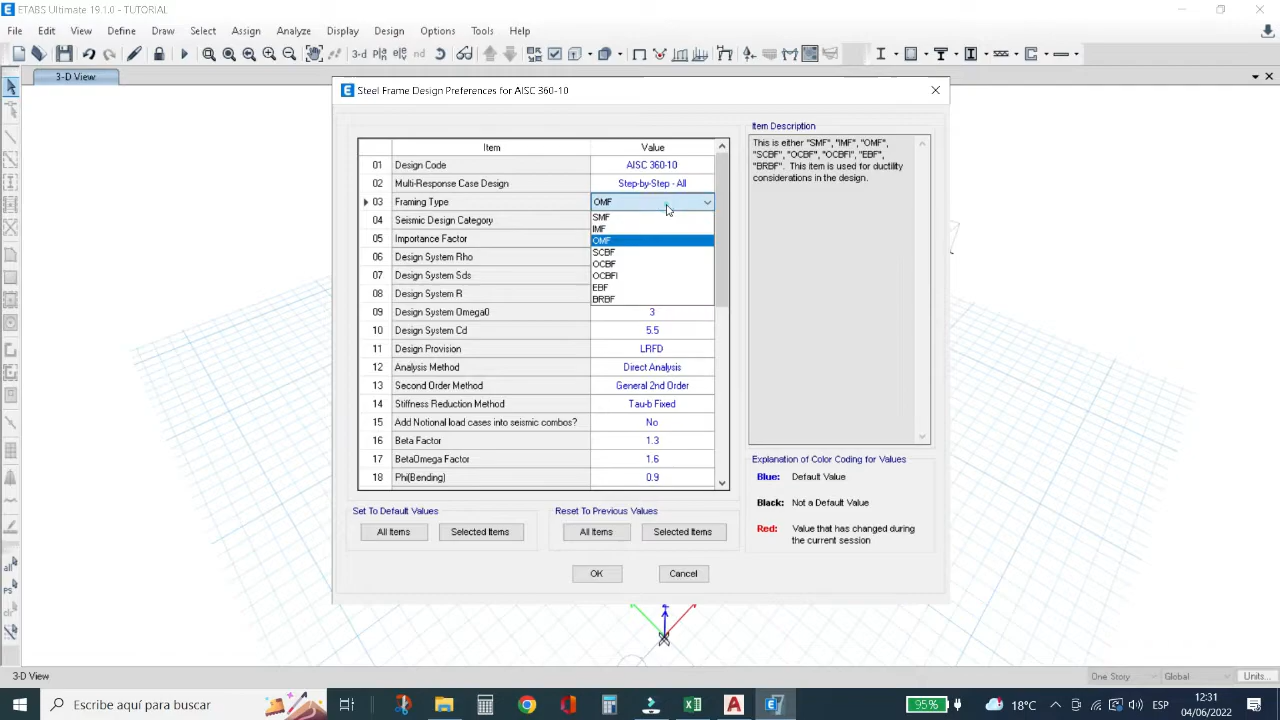 ETABS Ultimate 19.1.0 - TUTORIAL
File Edit View Define Draw Select Assign Analyze Display Design Options Tools Help
3-d
3-D View
Steel Frame Design Preferences for AISC 360-10
Item Value
01 Design Code AISC 360-10
02 Multi-Response Case Design Step-by-Step - All
03 Framing Type OMF
04 Seismic Design Category
05 Importance Factor
06 Design System Rho
07 Design System Sds
08 Design System R
09 Design System Omega0 3
10 Design System Cd 5.5
11 Design Provision LRFD
12 Analysis Method Direct Analysis
13 Second Order Method General 2nd Order
14 Stiffness Reduction Method Tau-b Fixed
15 Add Notional load cases into seismic combos? No
16 Beta Factor 1.3
17 BetaOmega Factor 1.6
18 Phi(Bending) 0.9
SMF
IMF
OMF
SCBF
OCBF
OCBFI
EBF
BRBF
Item Description
This is either "SMF", "IMF", "OMF",
"SCBF", "OCBF", "OCBFI", "EBF",
"BRBF". This item is used for ductility
considerations in the design.
Explanation of Color Coding for Values
Blue: Default Value
Black: Not a Default Value
Red: Value that has changed during
the current session
Set To Default Values
All Items Selected Items
Reset To Previous Values
All Items Selected Items
OK Cancel
all
PS
clr
3-D View
One Story Global Units...
Escribe aquí para buscar
95% 18°C ESP
12:31
04/06/2022